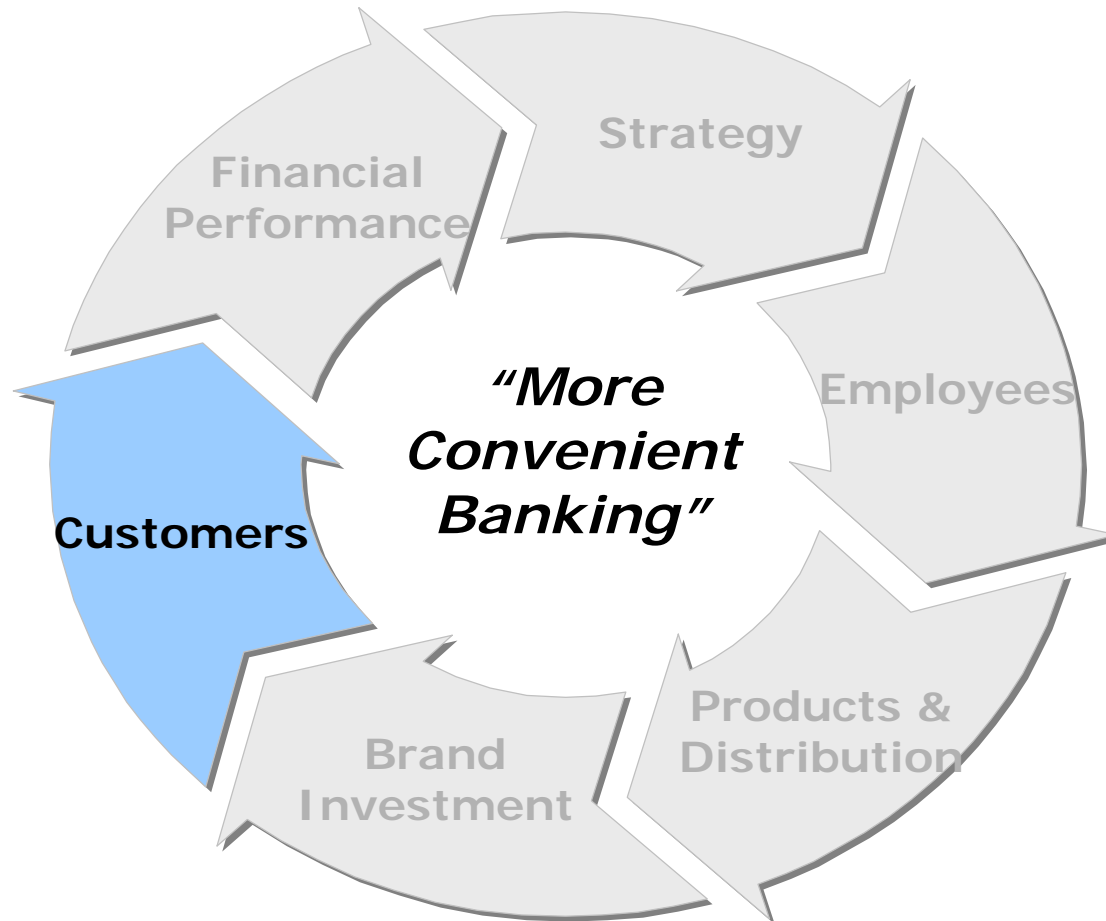 Strategy
Financial
Performance
“More
Convenient
Banking”
Employees
Customers
Products &
Distribution
Brand
Investment